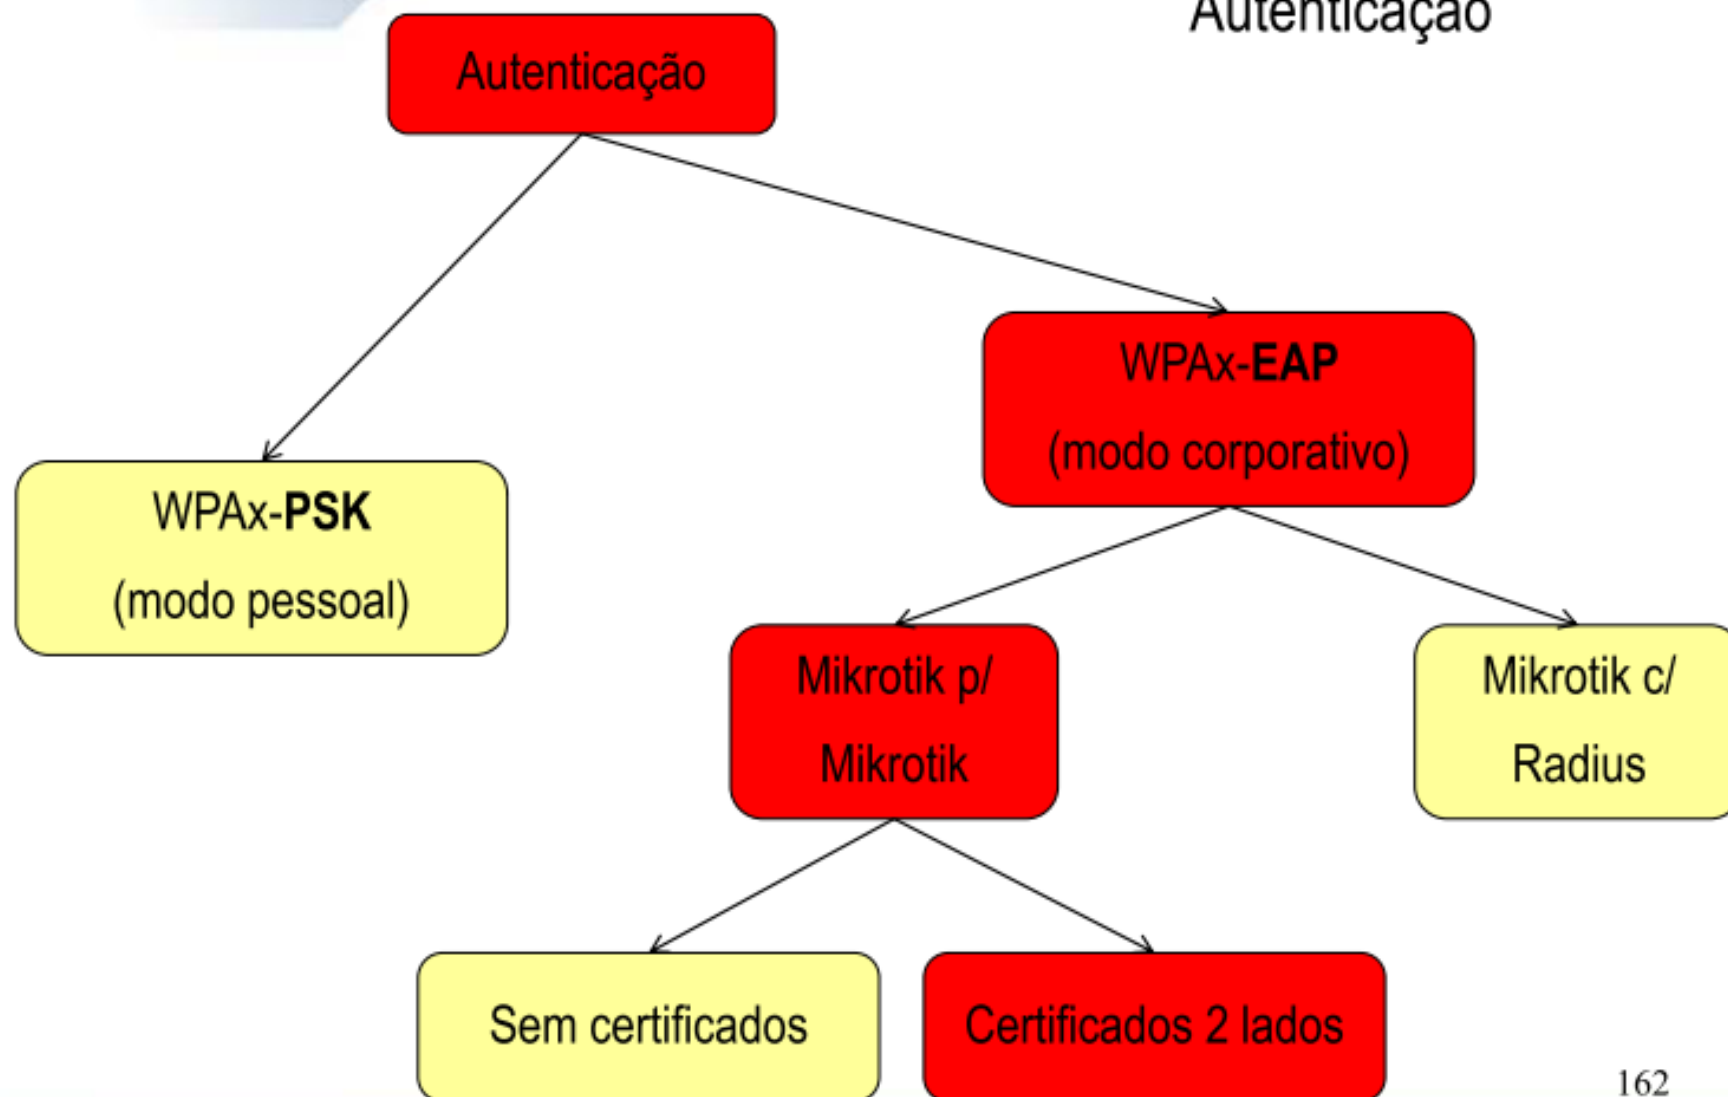 Autenticação
Autenticação
WPAx-EAP
(modo corporativo)
WPAx-PSK
(modo pessoal)
Mikrotik p/
Mikrotik
Mikrotik c/
Radius
Sem certificados
Certificados 2 lados
162